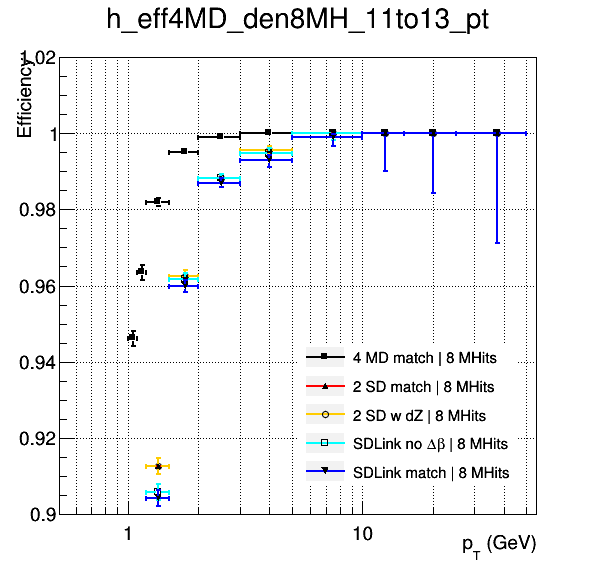 h_eff4MD_den8MH_11to13_pt
Efficiency
1.02
1
0.98
0.96
0.94
0.92
0.9
4 MD match | 8 MHits
2 SD match | 8 MHits
2 SD w dZ | 8 MHits
SDLink no Δβ | 8 MHits
SDLink match | 8 MHits
1
10
p_T (GeV)